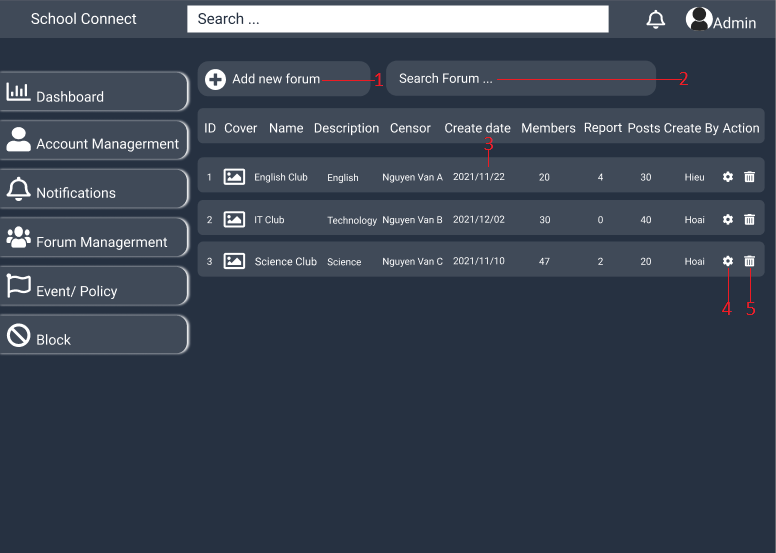 School Connect Search ... Admin
Add new forum 1 Search Forum ... 2
Dashboard
Account Management
Notifications
Forum Managerment
Event/ Policy
Block
ID Cover Name Description Censor Create date Members Report Posts Create By Action
3
1 English Club English Nguyen Van A 2021/11/22 20 4 30 Hieu
2 IT Club Technology Nguyen Van B 2021/12/02 30 0 40 Hoai
3 Science Club Science Nguyen Van C 2021/11/10 47 2 20 Hoai
4 5